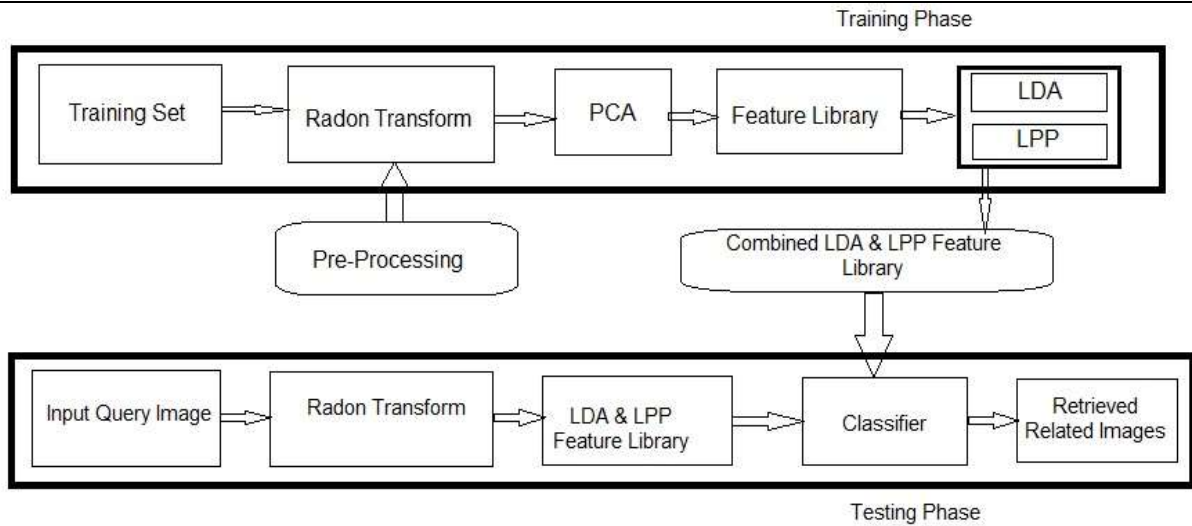 Training Phase
Training Set
Radon Transform
PCA
Feature Library
LDA
LPP
Pre-Processing
Combined LDA & LPP Feature
Library
Input Query Image
Radon Transform
LDA & LPP
Feature Library
Classifier
Retrieved
Related Images
Testing Phase